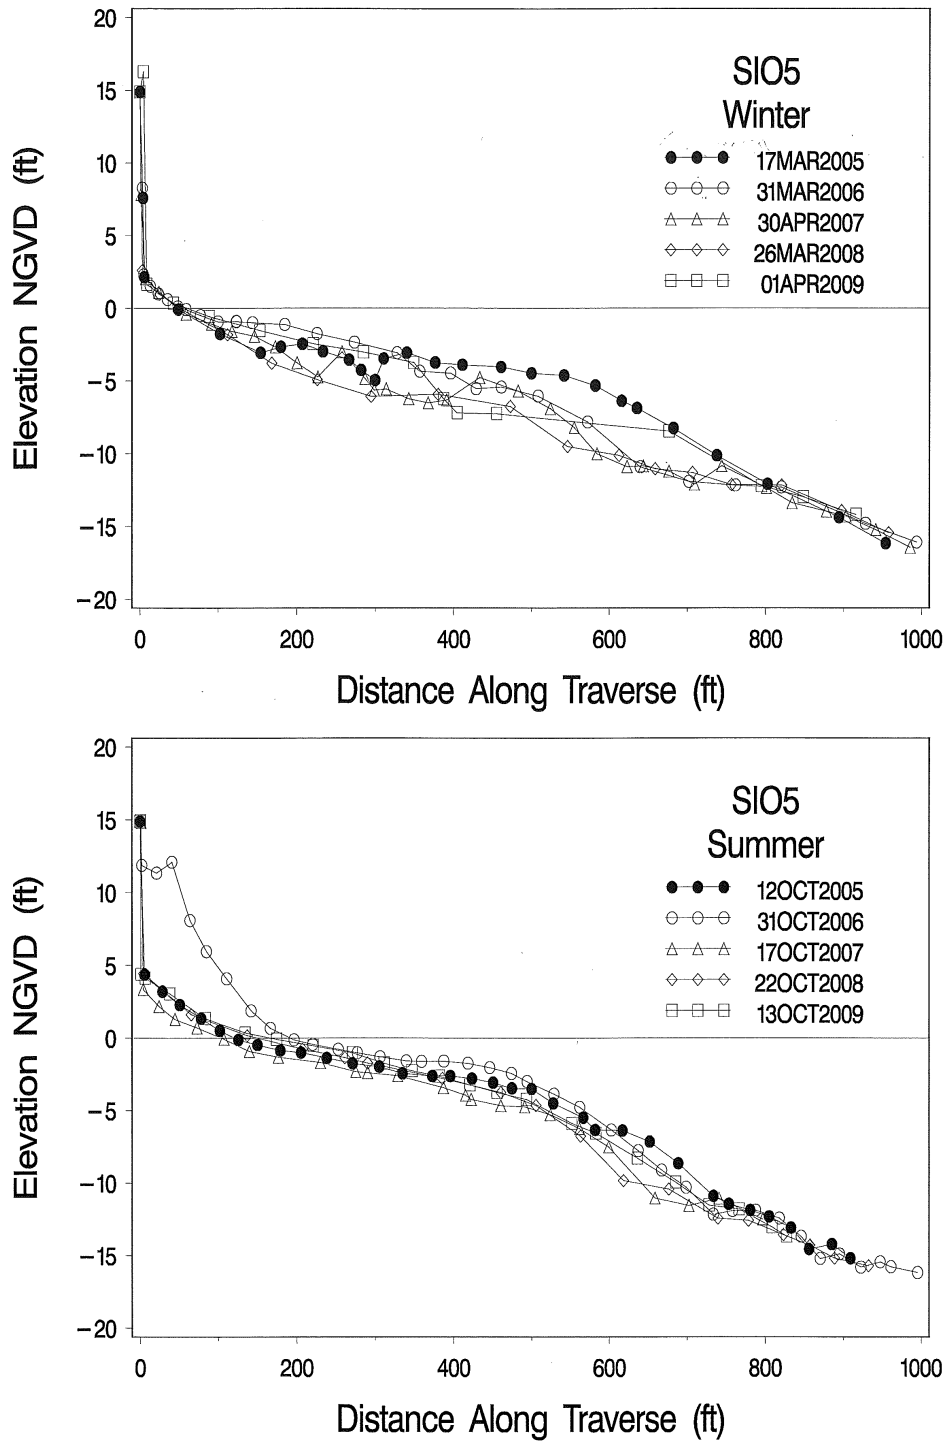 SIO5
Winter
17MAR2005
31MAR2006
30APR2007
26MAR2008
01APR2009
Elevation NGVD (ft)
20
15
10
5
0
−5
−10
−15
−20
0 200 400 600 800 1000
Distance Along Traverse (ft)
SIO5
Summer
12OCT2005
31OCT2006
17OCT2007
22OCT2008
13OCT2009
Elevation NGVD (ft)
20
15
10
5
0
−5
−10
−15
−20
0 200 400 600 800 1000
Distance Along Traverse (ft)